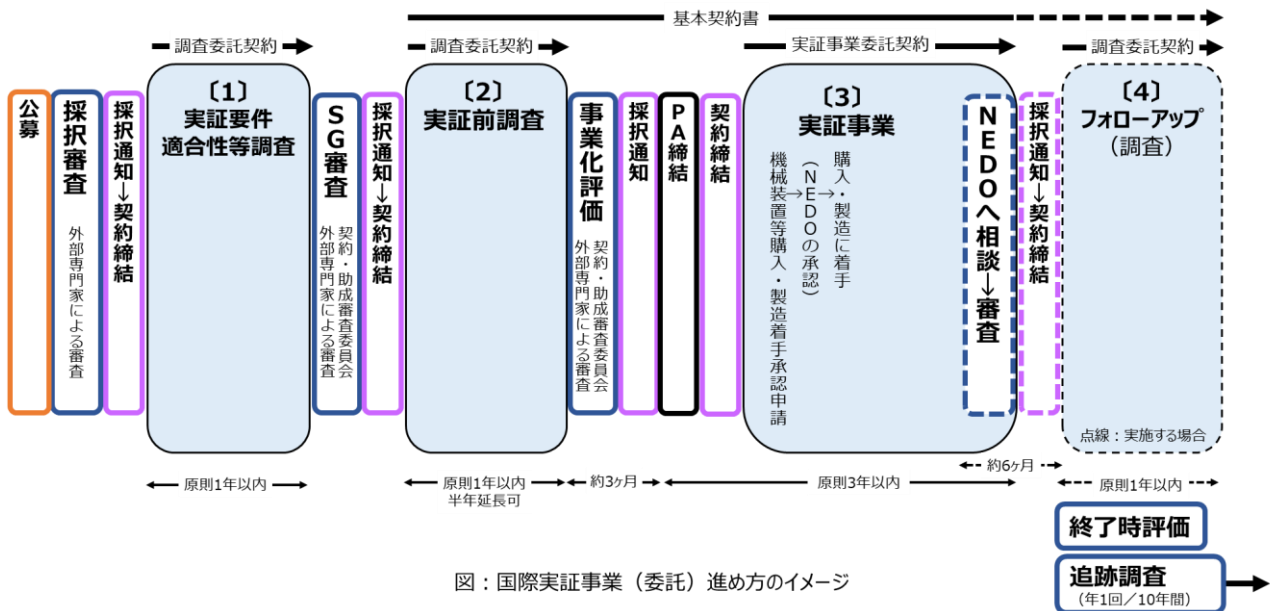 基本契約書
調査委託契約
調査委託契約
実証事業委託契約
調査委託契約
公募
採択審査
外部専門家による審査
採択通知→契約締結
〔1〕
実証要件
適合性等調査
SG審査
契約・助成審査委員会
外部専門家による審査
採択通知→契約締結
〔2〕
実証前調査
事業化評価
契約・助成審査委員会
外部専門家による審査
採択通知
PA締結
契約締結
〔3〕
実証事業
機械装置等購入・製造着手承認申請
→(NEDOの承認)
→購入・製造に着手
NEDOへ相談→審査
採択通知→契約締結
〔4〕
フォローアップ
(調査)
点線:実施する場合
原則1年以内
原則1年以内
半年延長可
約3ヶ月
原則3年以内
約6ヶ月
原則1年以内
終了時評価
追跡調査
(年1回/10年間)
図:国際実証事業(委託)進め方のイメージ